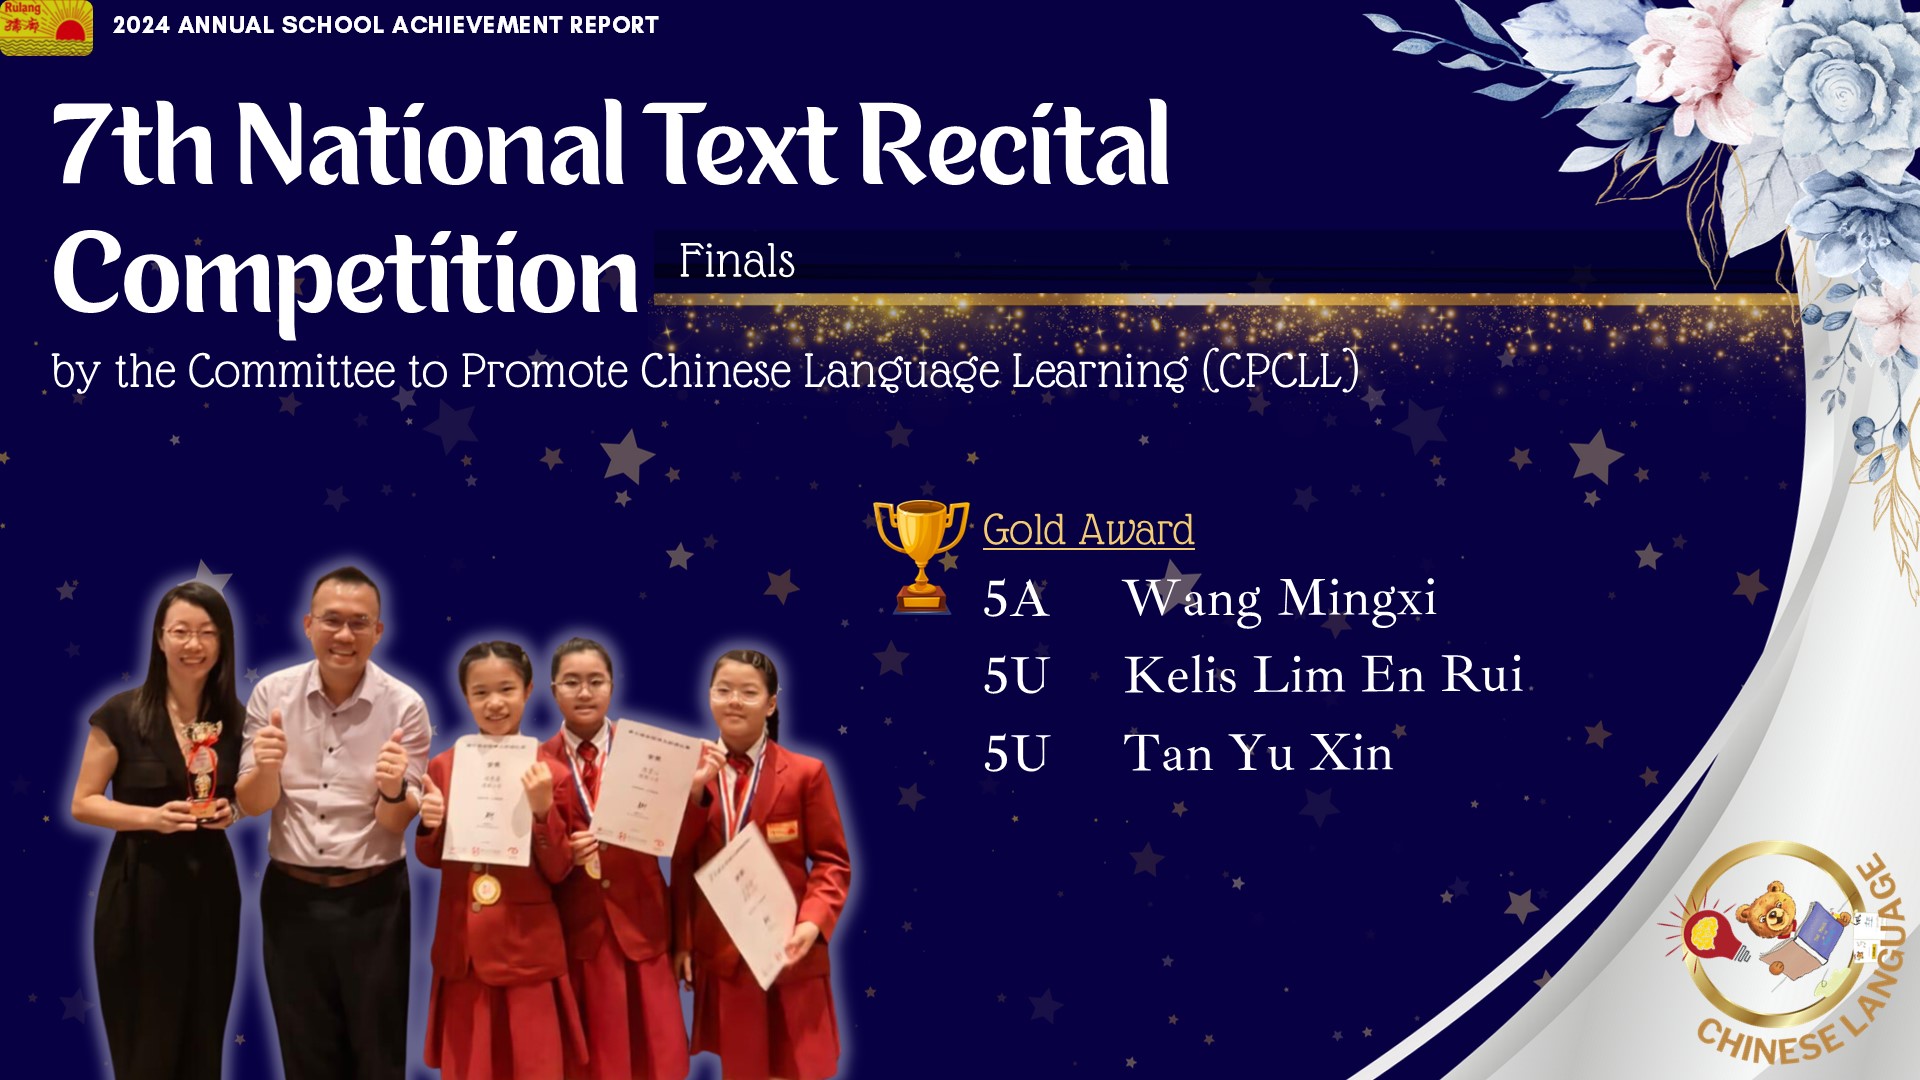 Rulang
2024 ANNUAL SCHOOL ACHIEVEMENT REPORT
7th National Text Recital
Competition
Finals
by the Committee to Promote Chinese Language Learning (CPCLL)
Gold Award
5A Wang Mingxi
5U Kelis Lim En Rui
5U Tan Yu Xin
CHINESE LANGUAGE